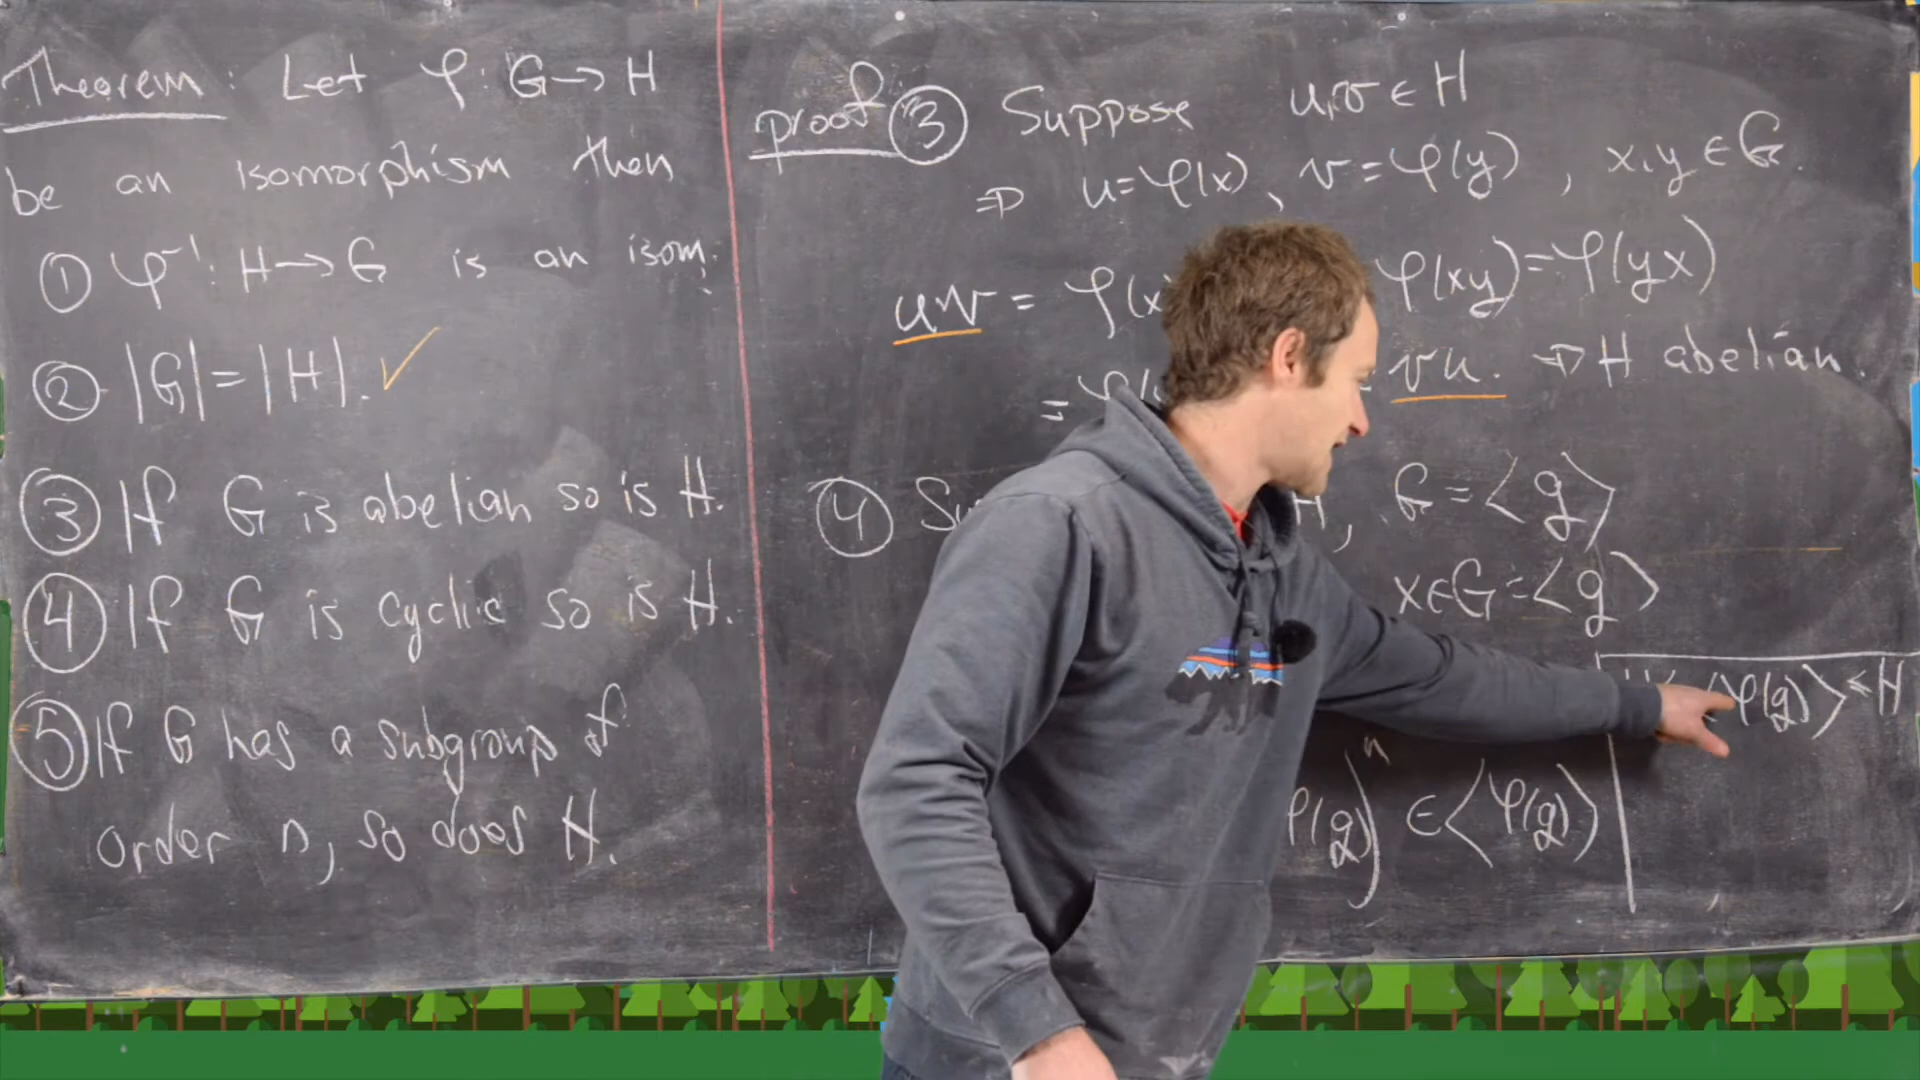 Theorem: Let φ: G→H
be an isomorphism then
① φ⁻¹: H→G is an isom.
② |G|=|H|. ✓
③ If G is abelian so is H.
④ If G is cyclic so is H.
⑤ If G has a subgroup of
order n, so does H.
proof ③ Suppose u,v ∈ H
⇒ u=φ(x), v=φ(y), x,y ∈ G.
uv = φ(x φ(xy)=φ(yx)
= φ( vu. ⇒ H abelian.
④ H, G=⟨g⟩
x∈G=⟨g⟩
⟨φ(g)⟩≤H
φ(g)ⁿ ∈⟨φ(g)⟩